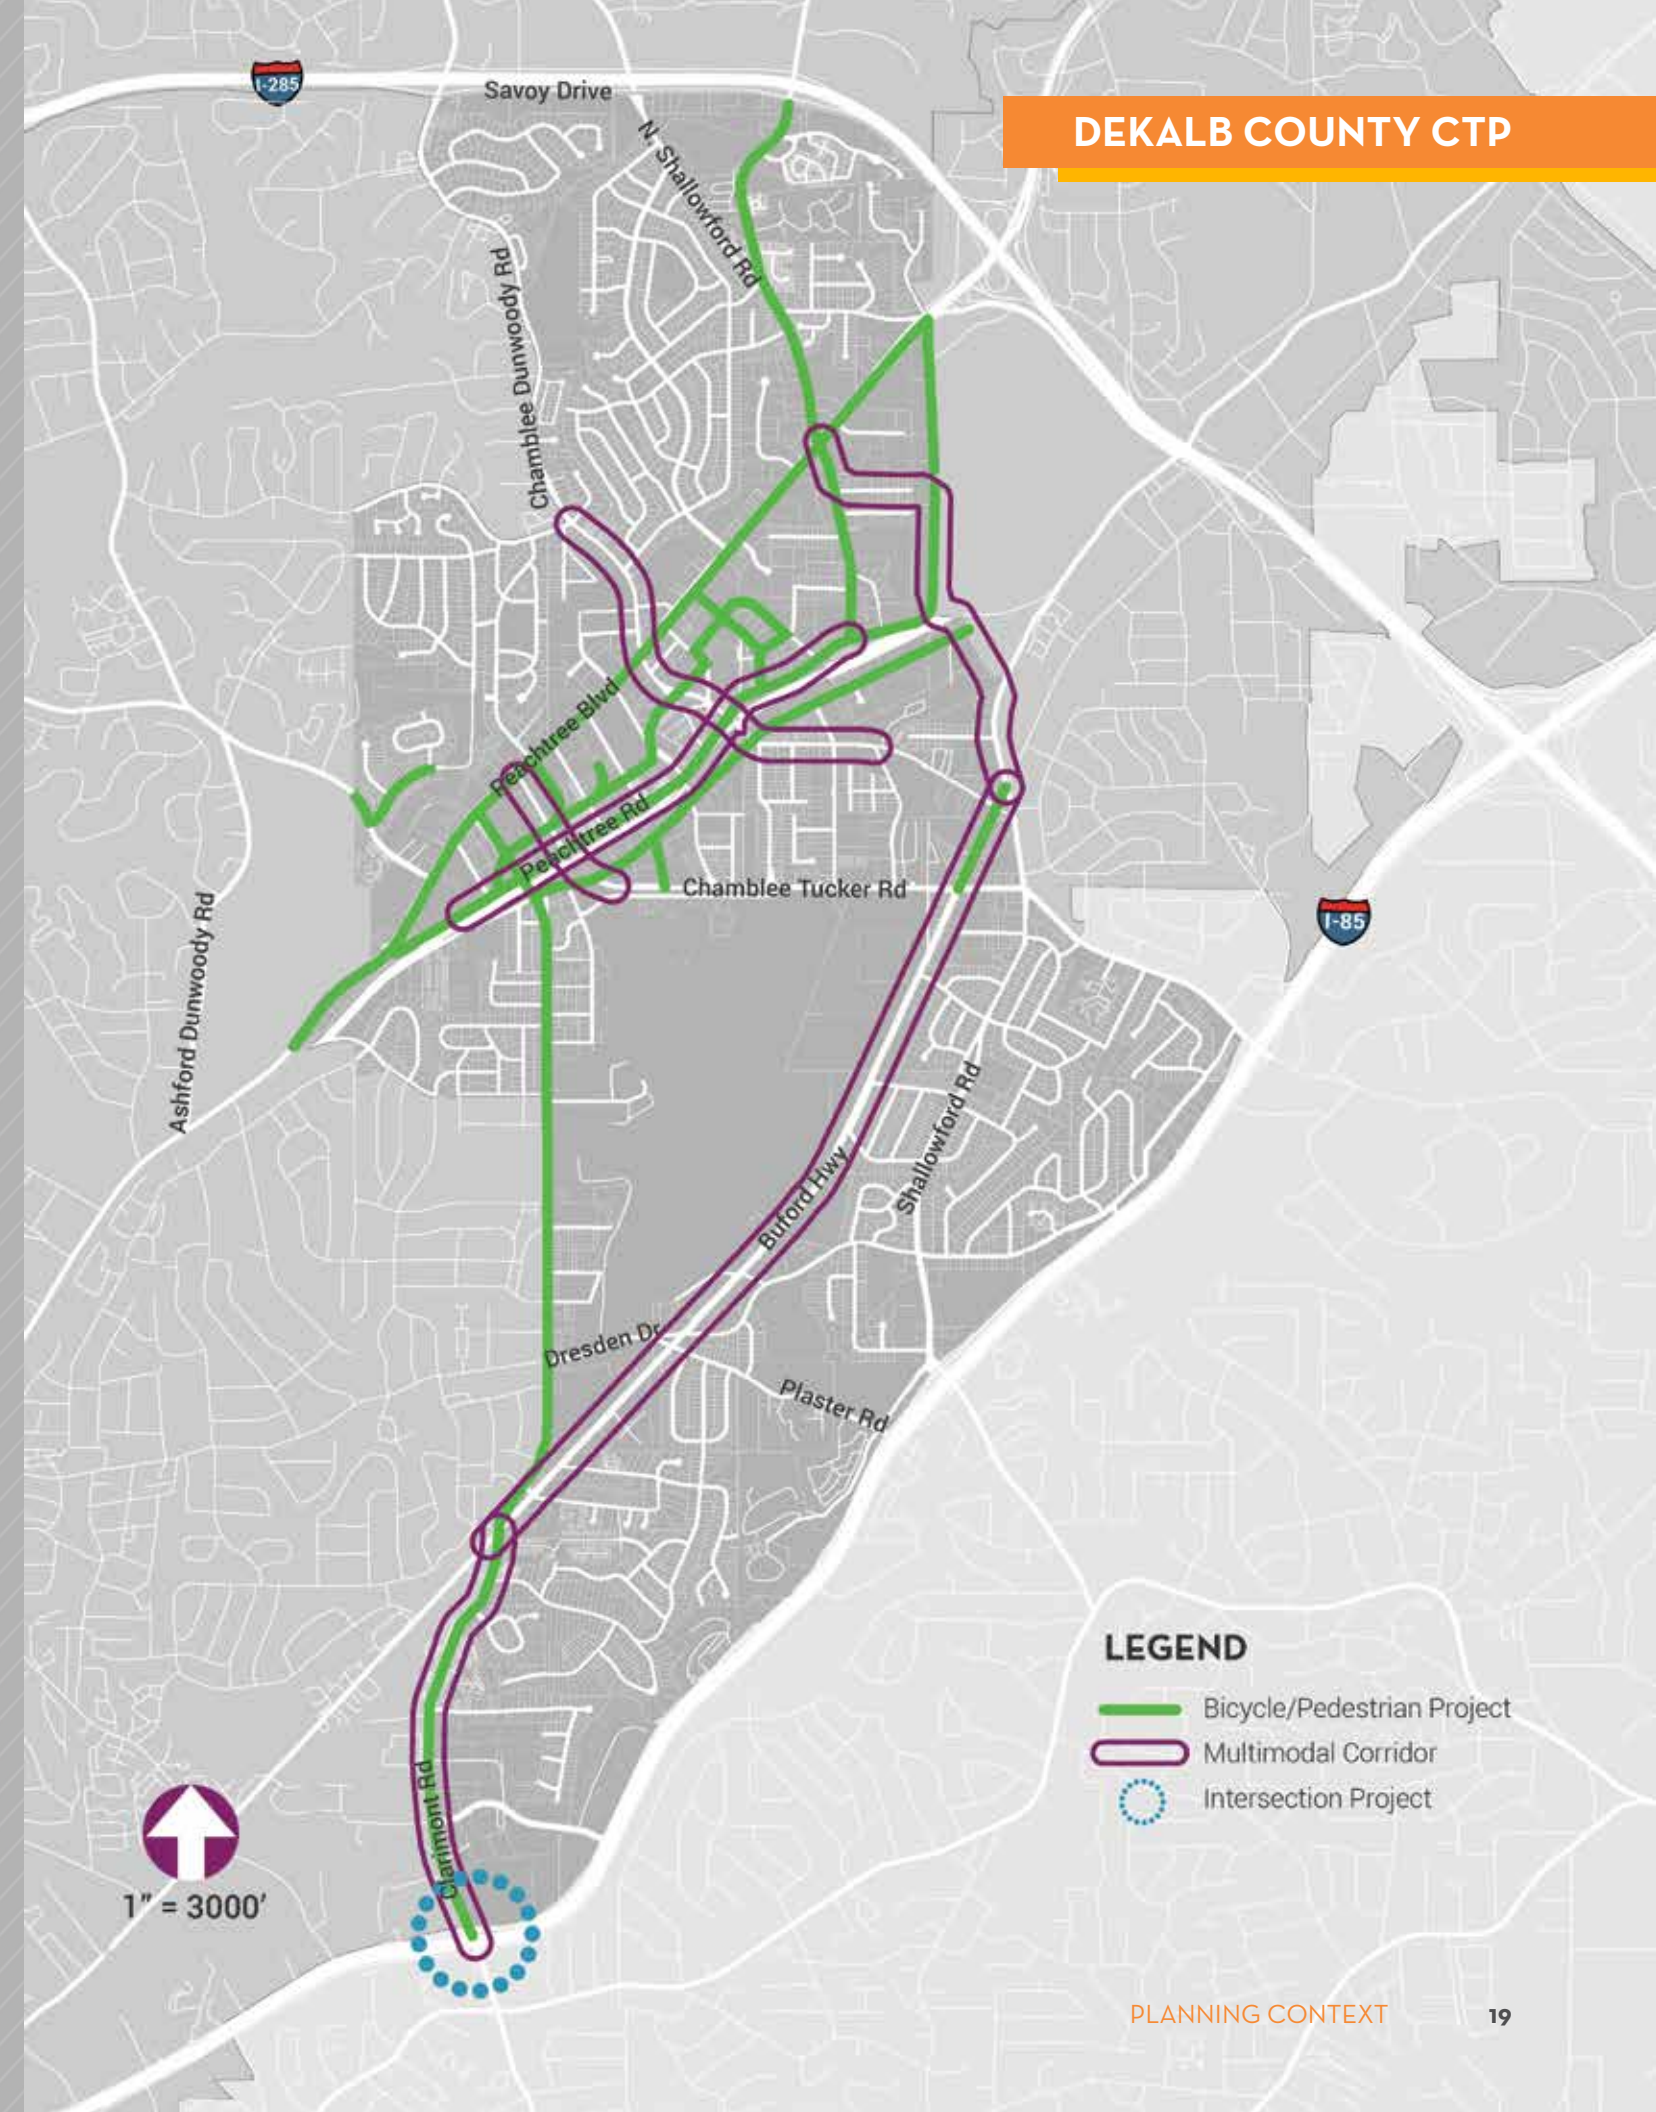 I-285
Savoy Drive
DEKALB COUNTY CTP
N. Shallowford Rd
Chamblee Dunwoody Rd
Peachtree Blvd
Peachtree Rd
Chamblee Tucker Rd
I-85
Ashford Dunwoody Rd
Shallowford Rd
Buford Hwy
Dresden Dr
Plaster Rd
LEGEND
Bicycle/Pedestrian Project
Multimodal Corridor
Intersection Project
Clarimont Rd
1" = 3000'
PLANNING CONTEXT 19